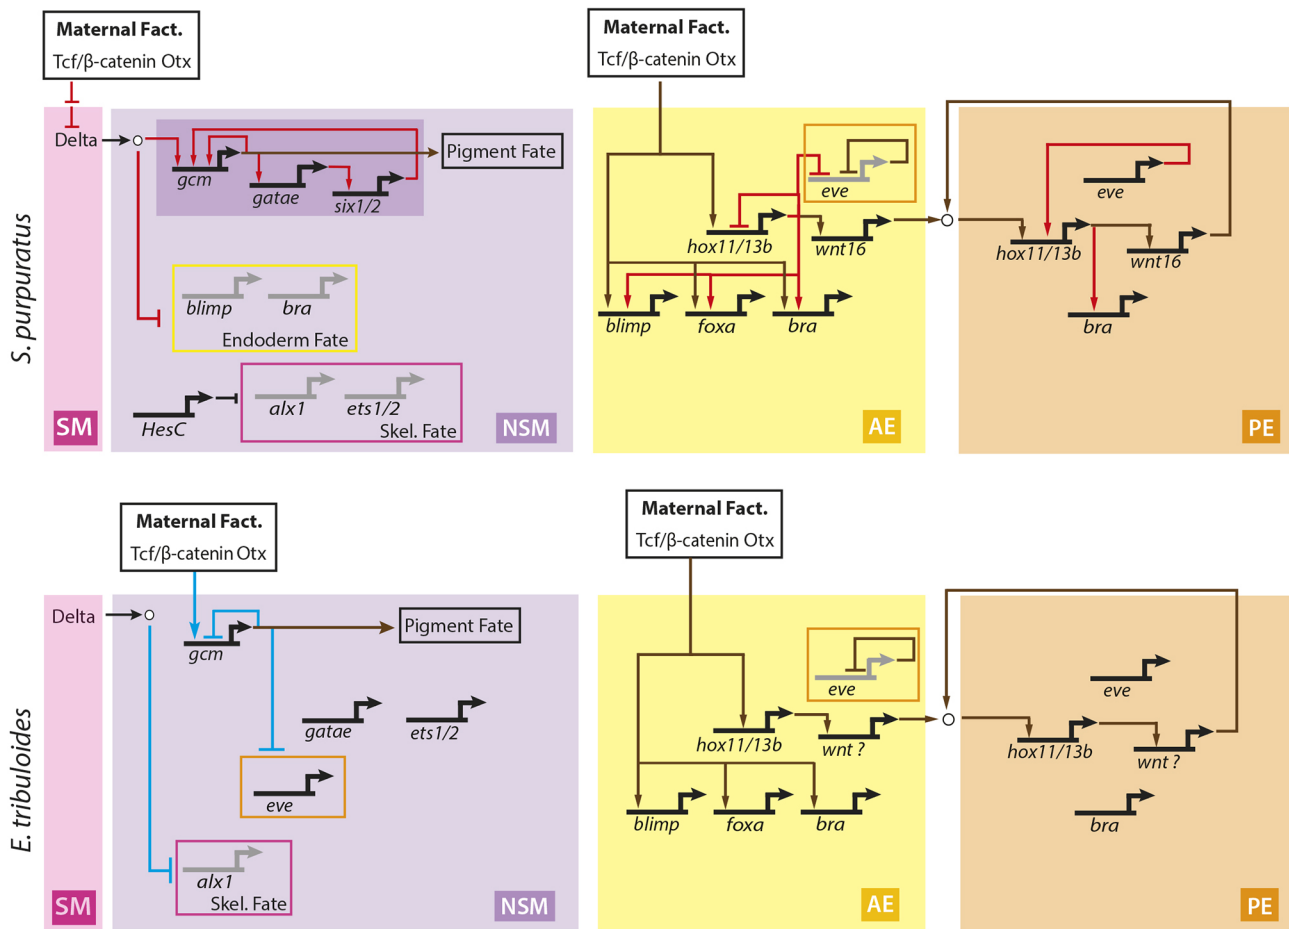 Maternal Fact.
Tcf/β-catenin Otx
Maternal Fact.
Tcf/β-catenin Otx
S. purpuratus
Delta
gcm
gatae
six1/2
Pigment Fate
blimp
bra
Endoderm Fate
HesC
alx1
ets1/2
Skel. Fate
SM
NSM
eve
hox11/13b
wnt16
blimp
foxa
bra
AE
eve
hox11/13b
wnt16
bra
PE
Maternal Fact.
Tcf/β-catenin Otx
Maternal Fact.
Tcf/β-catenin Otx
E. tribuloides
Delta
gcm
Pigment Fate
gatae
ets1/2
eve
alx1
Skel. Fate
SM
NSM
eve
hox11/13b
wnt ?
blimp
foxa
bra
AE
eve
hox11/13b
wnt ?
bra
PE